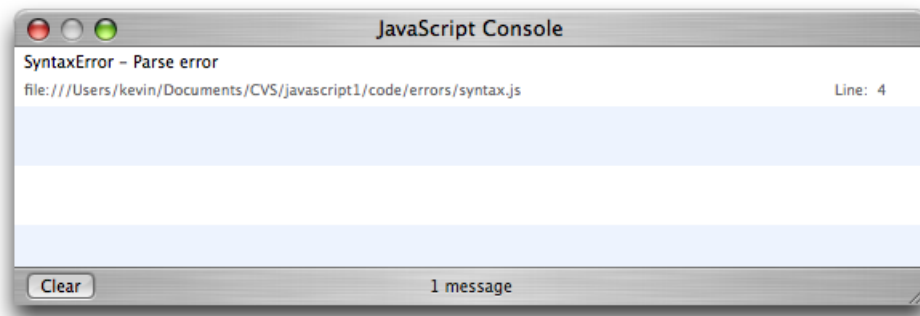 JavaScript Console
SyntaxError – Parse error
file:///Users/kevin/Documents/CVS/javascript1/code/errors/syntax.js Line: 4
Clear 1 message